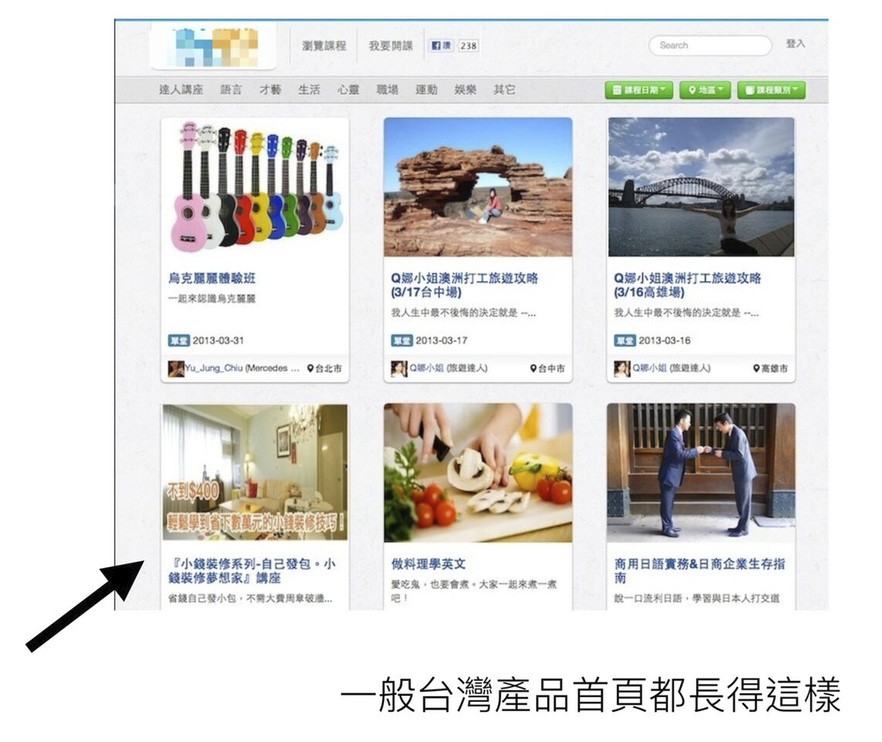 瀏覽課程
我要開課
讚 238
Search
登入
達人講座 語言 才藝 生活 心靈 職場 運動 娛樂 其它
課程日期
地區
課程類別
烏克麗麗體驗班
一起來認識烏克麗麗
單堂 2013-03-31
Yu_Jung_Chiu (Mercedes ... 台北市
Q娜小姐澳洲打工旅遊攻略
(3/17台中場)
我人生中最不後悔的決定就是 --...
單堂 2013-03-17
Q娜小姐 (旅遊達人) 台中市
Q娜小姐澳洲打工旅遊攻略
(3/16高雄場)
我人生中最不後悔的決定就是 --...
單堂 2013-03-16
Q娜小姐 (旅遊達人) 高雄市
不到$400
輕鬆學到省下數萬元的小錢裝修技巧！
『小錢裝修系列-自己發包。小
錢裝修夢想家』講座
省錢自己發小包，不需大費周章破牆...
做料理學英文
愛吃鬼，也要會煮。大家一起來煮一煮
吧！
商用日語實務&日商企業生存指
南
說一口流利日語，學習與日本人打交道
一般台灣產品首頁都長得這樣